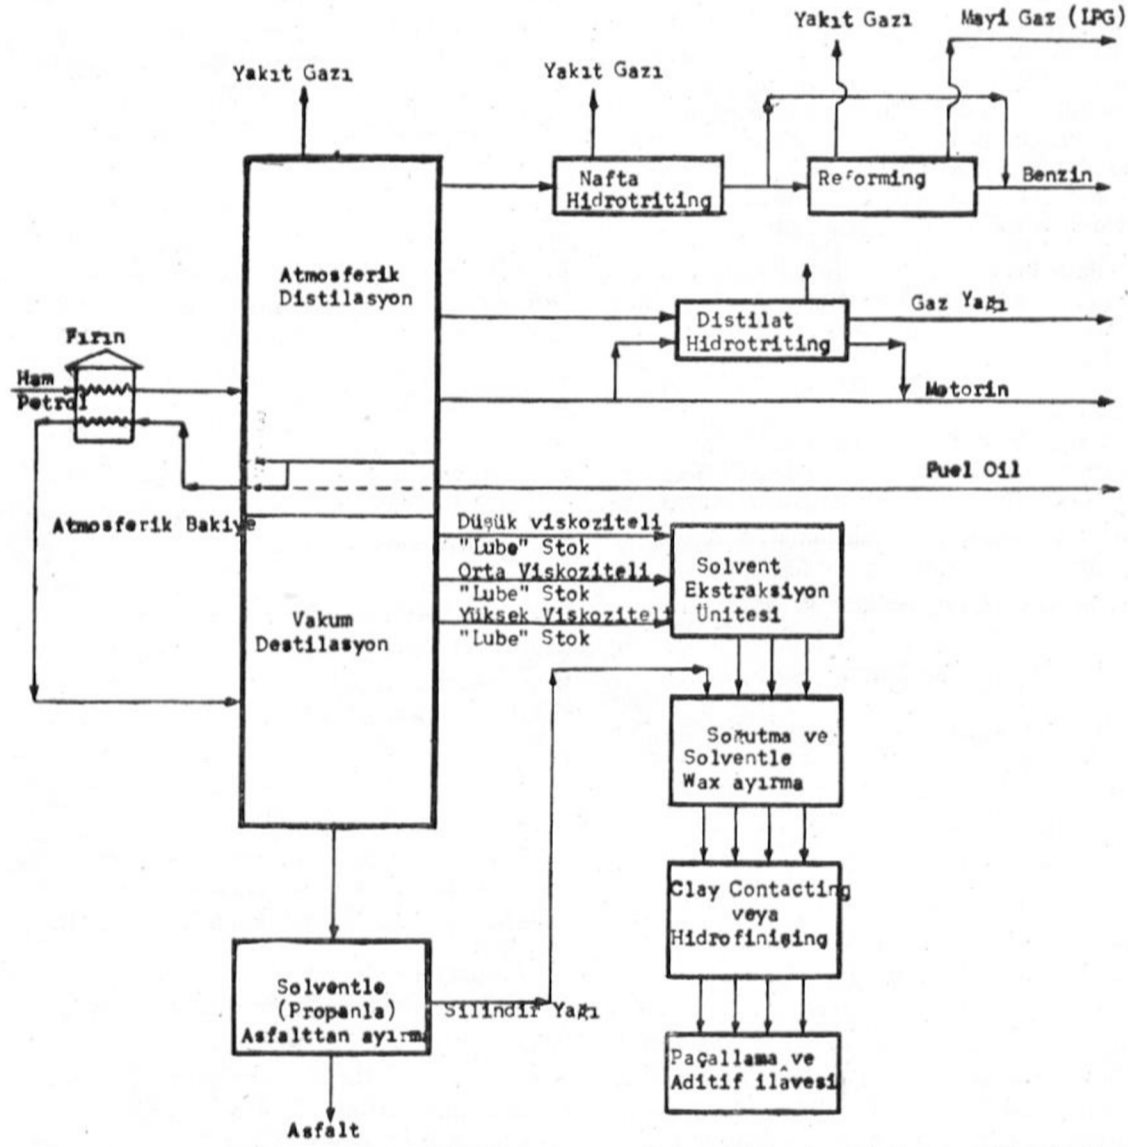 Yakıt Gazı
Mayi Gaz (LPG)
Yakıt Gazı
Yakıt Gazı
Nafta
Hidrotriting
Reforming
Benzin
Atmosferik
Distilasyon
Distilat
Hidrotriting
Gaz Yağı
Fırın
Ham
Petrol
Motorin
Fuel Oil
Atmosferik Bakiye
Düşük viskoziteli
"Lube" Stok
Orta Viskoziteli
"Lube" Stok
Yüksek Viskoziteli
"Lube" Stok
Solvent
Ekstraksiyon
Ünitesi
Vakum
Destilasyon
Soğutma ve
Solventle
Wax ayırma
Clay Contacting
veya
Hidrofinişing
Solventle
(Propanla)
Asfalttan ayırma
Silindir Yağı
Paçallama ve
Aditif ilâvesi
Asfalt